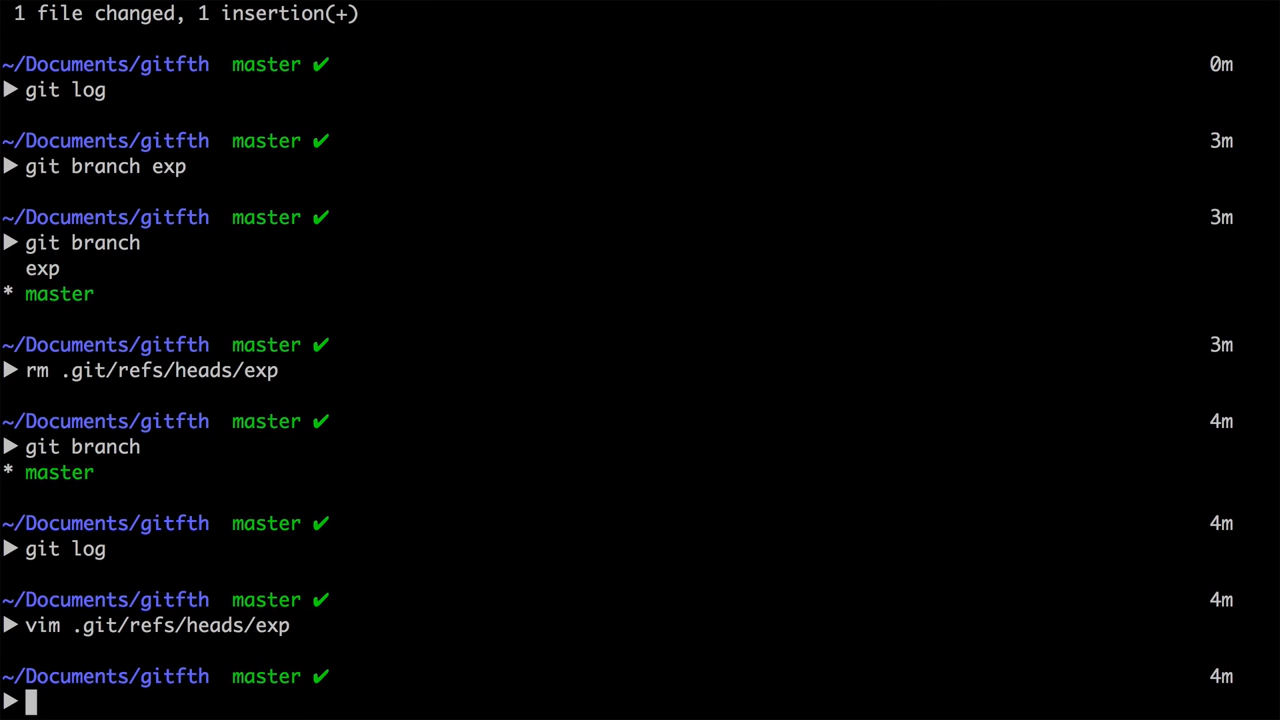 1 file changed, 1 insertion(+)
~/Documents/gitfth master ✔ 0m
▶ git log
~/Documents/gitfth master ✔ 3m
▶ git branch exp
~/Documents/gitfth master ✔ 3m
▶ git branch
exp
* master
~/Documents/gitfth master ✔ 3m
▶ rm .git/refs/heads/exp
~/Documents/gitfth master ✔ 4m
▶ git branch
* master
~/Documents/gitfth master ✔ 4m
▶ git log
~/Documents/gitfth master ✔ 4m
▶ vim .git/refs/heads/exp
~/Documents/gitfth master ✔ 4m
▶